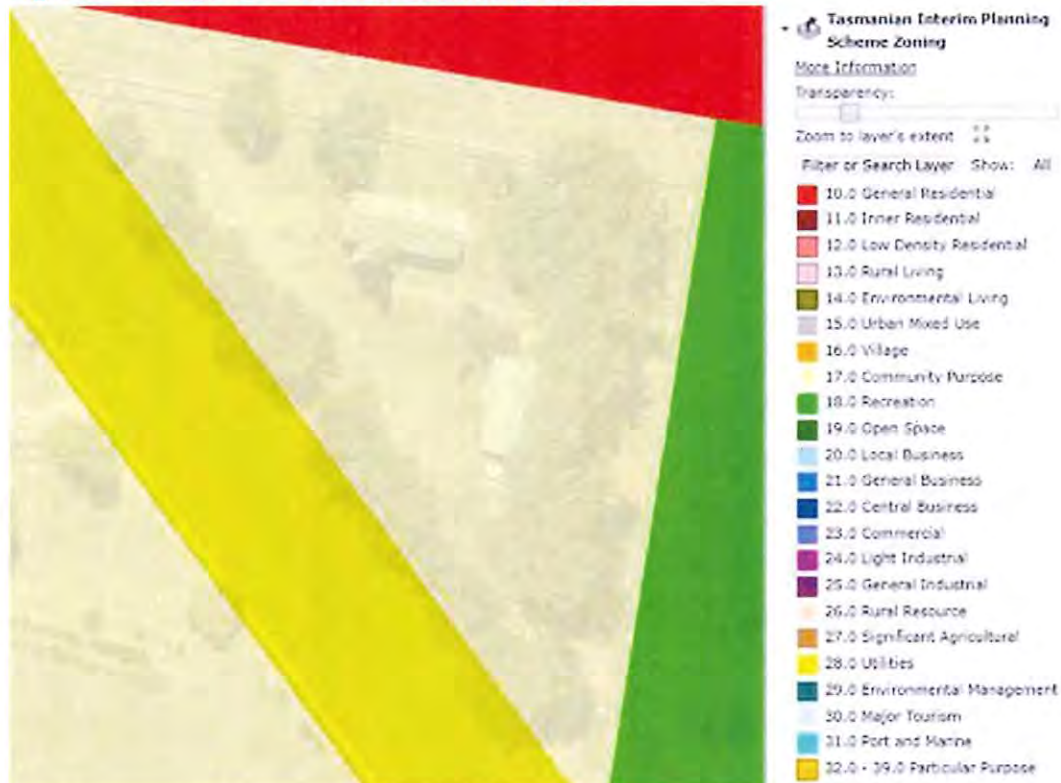 Tasmanian Interim Planning
Scheme Zoning
More Information
Transparency:
Zoom to layer's extent
Filter or Search Layer Show: All
10.0 General Residential
11.0 Inner Residential
12.0 Low Density Residential
13.0 Rural Living
14.0 Environmental Living
15.0 Urban Mixed Use
16.0 Village
17.0 Community Purpose
18.0 Recreation
19.0 Open Space
20.0 Local Business
21.0 General Business
22.0 Central Business
23.0 Commercial
24.0 Light Industrial
25.0 General Industrial
26.0 Rural Resource
27.0 Significant Agricultural
28.0 Utilities
29.0 Environmental Management
30.0 Major Tourism
31.0 Port and Marine
32.0 - 39.0 Particular Purpose